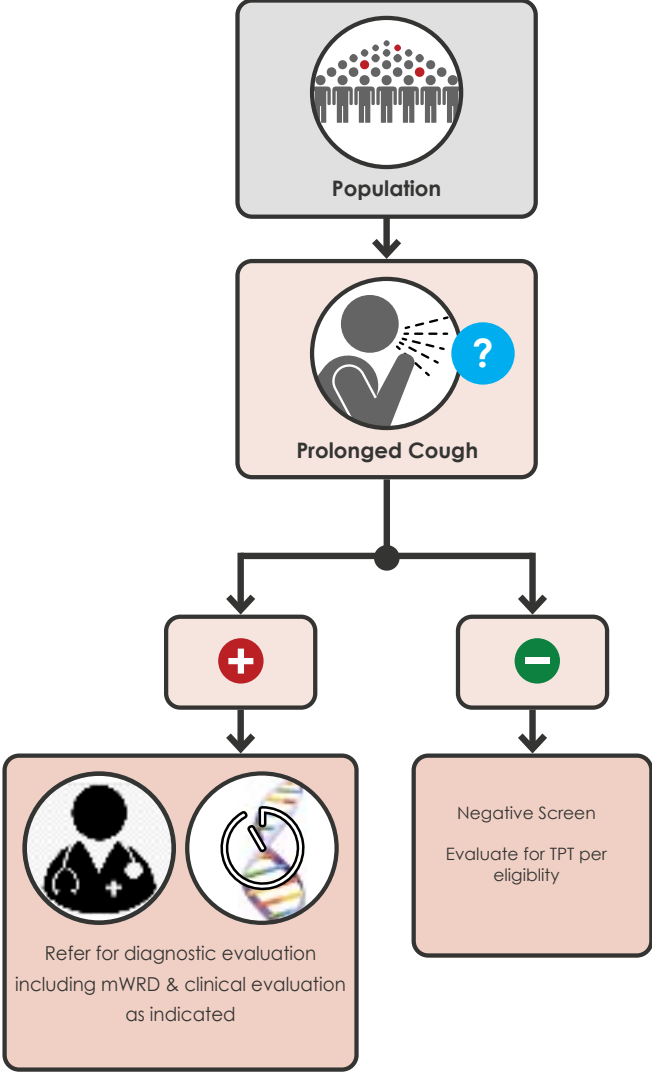 Population
?
Prolonged Cough
Refer for diagnostic evaluation
including mWRD & clinical evaluation
as indicated
Negative Screen
Evaluate for TPT per
eligiblity